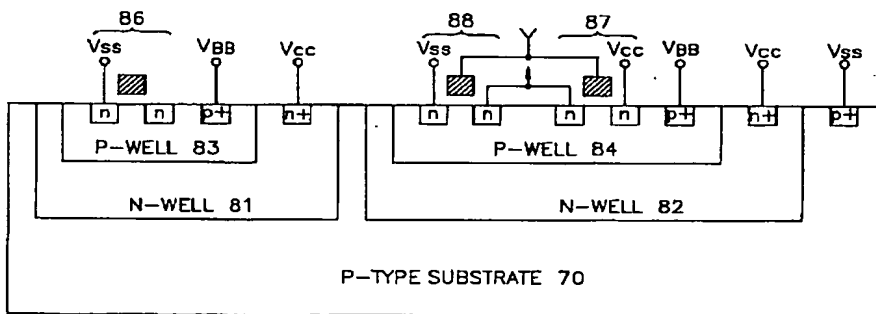 86 88 87
Vss VBB Vcc Vss Y Vcc VBB Vcc Vss
n n p+ n+ n n n n p+ n+ p+
P-WELL 83 P-WELL 84
N-WELL 81 N-WELL 82
P-TYPE SUBSTRATE 70